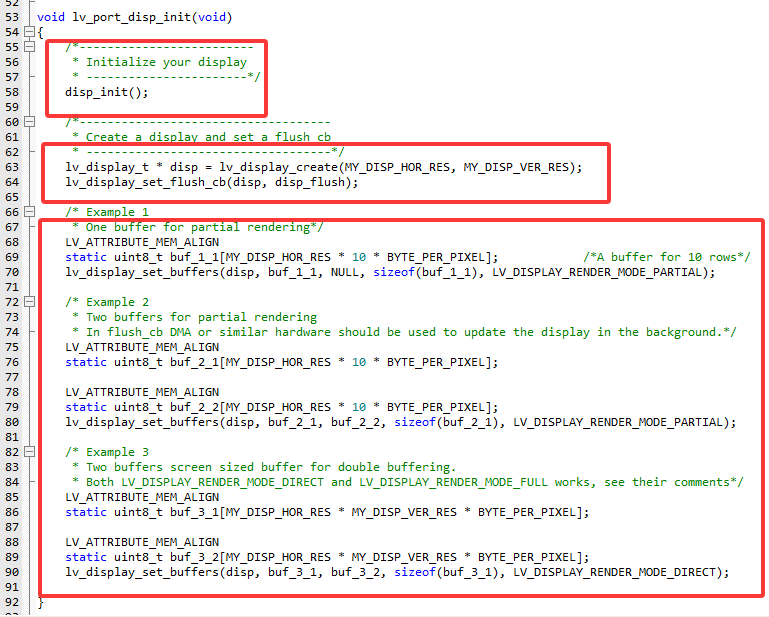 52
53 void lv_port_disp_init(void)
54 {
55     /*-------------------------
56      * Initialize your display
57      * -----------------------*/
58     disp_init();
59
60     /*------------------------------------
61      * Create a display and set a flush_cb
62      * -----------------------------------*/
63     lv_display_t * disp = lv_display_create(MY_DISP_HOR_RES, MY_DISP_VER_RES);
64     lv_display_set_flush_cb(disp, disp_flush);
65
66     /* Example 1
67      * One buffer for partial rendering*/
68     LV_ATTRIBUTE_MEM_ALIGN
69     static uint8_t buf_1_1[MY_DISP_HOR_RES * 10 * BYTE_PER_PIXEL];            /*A buffer for 10 rows*/
70     lv_display_set_buffers(disp, buf_1_1, NULL, sizeof(buf_1_1), LV_DISPLAY_RENDER_MODE_PARTIAL);
71
72     /* Example 2
73      * Two buffers for partial rendering
74      * In flush_cb DMA or similar hardware should be used to update the display in the background.*/
75     LV_ATTRIBUTE_MEM_ALIGN
76     static uint8_t buf_2_1[MY_DISP_HOR_RES * 10 * BYTE_PER_PIXEL];
77
78     LV_ATTRIBUTE_MEM_ALIGN
79     static uint8_t buf_2_2[MY_DISP_HOR_RES * 10 * BYTE_PER_PIXEL];
80     lv_display_set_buffers(disp, buf_2_1, buf_2_2, sizeof(buf_2_1), LV_DISPLAY_RENDER_MODE_PARTIAL);
81
82     /* Example 3
83      * Two buffers screen sized buffer for double buffering.
84      * Both LV_DISPLAY_RENDER_MODE_DIRECT and LV_DISPLAY_RENDER_MODE_FULL works, see their comments*/
85     LV_ATTRIBUTE_MEM_ALIGN
86     static uint8_t buf_3_1[MY_DISP_HOR_RES * MY_DISP_VER_RES * BYTE_PER_PIXEL];
87
88     LV_ATTRIBUTE_MEM_ALIGN
89     static uint8_t buf_3_2[MY_DISP_HOR_RES * MY_DISP_VER_RES * BYTE_PER_PIXEL];
90     lv_display_set_buffers(disp, buf_3_1, buf_3_2, sizeof(buf_3_1), LV_DISPLAY_RENDER_MODE_DIRECT);
91
92 }